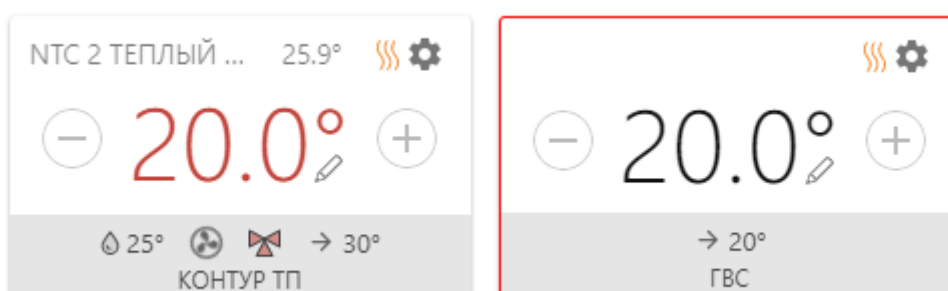 NTC 2 ТЕПЛЫЙ ... 25.9°
20.0°
25° → 30°
КОНТУР ТП
20.0°
→ 20°
ГВС